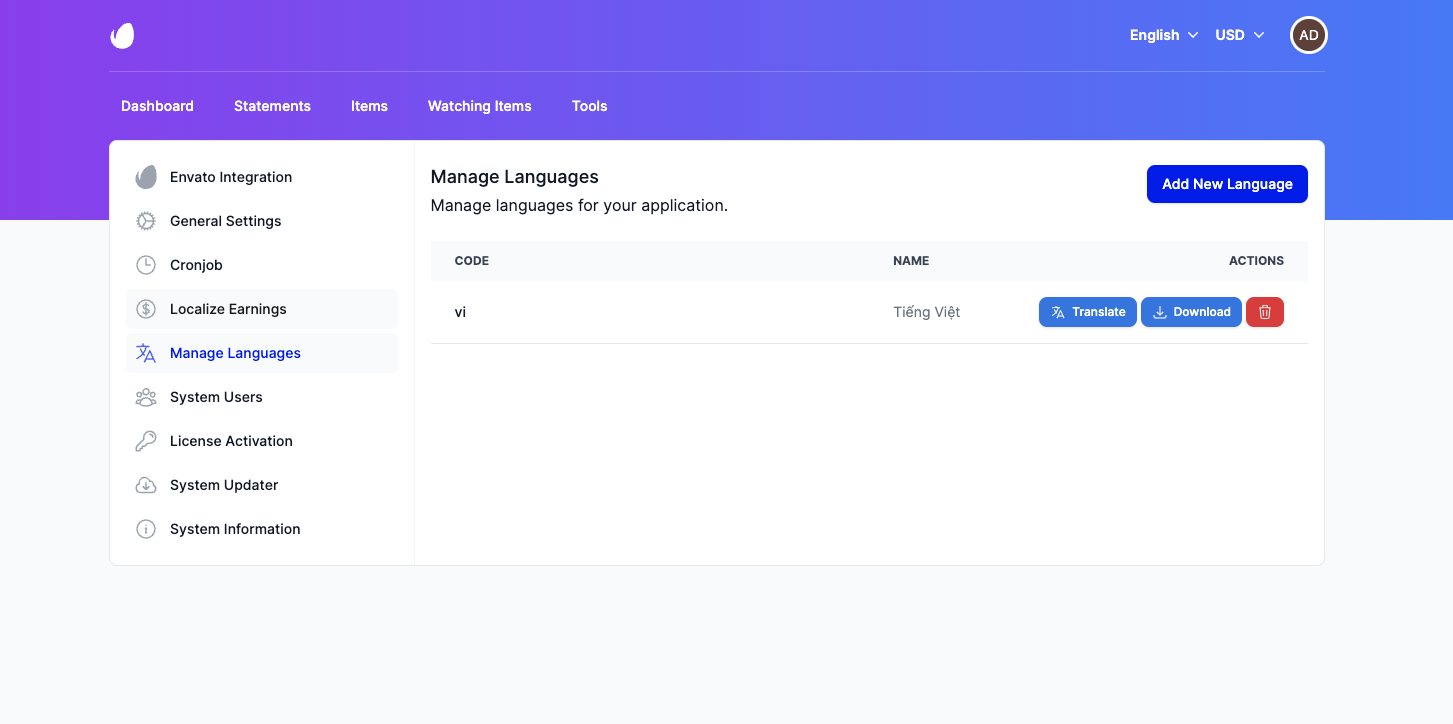 English USD AD
Dashboard Statements Items Watching Items Tools
Envato Integration
General Settings
Cronjob
Localize Earnings
Manage Languages
System Users
License Activation
System Updater
System Information
Manage Languages
Manage languages for your application.
Add New Language
CODE NAME ACTIONS
vi Tiếng Việt Translate Download